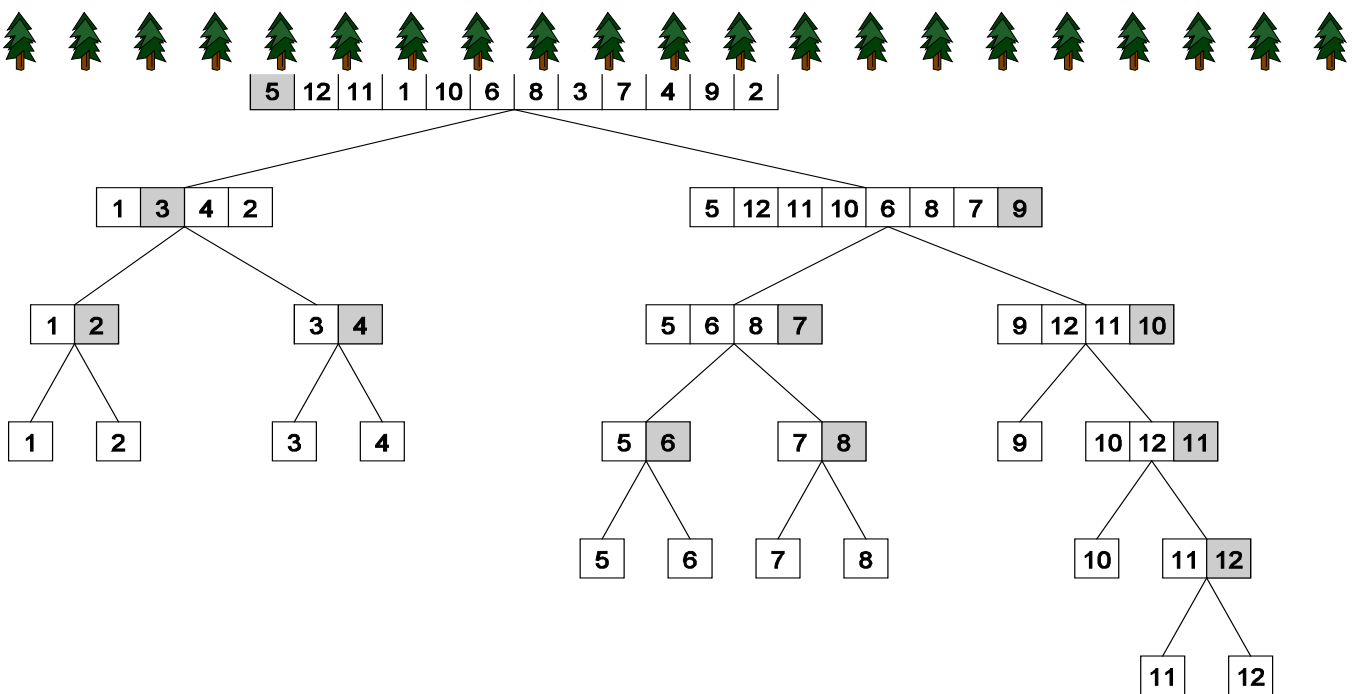 5 12 11 1 10 6 8 3 7 4 9 2
1 3 4 2 5 12 11 10 6 8 7 9
1 2 3 4 5 6 8 7 9 12 11 10
1 2 3 4 5 6 7 8 9 10 12 11
5 6 7 8 10 11 12
11 12